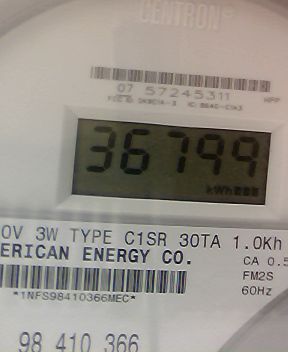 CENTRON®
07 57245311
36799
kWh
0V 3W TYPE C1SR 30TA 1.0Kh
ERICAN ENERGY CO. CA 0.5
FM2S
*1NFS98410366MEC* 60Hz
98 410 366